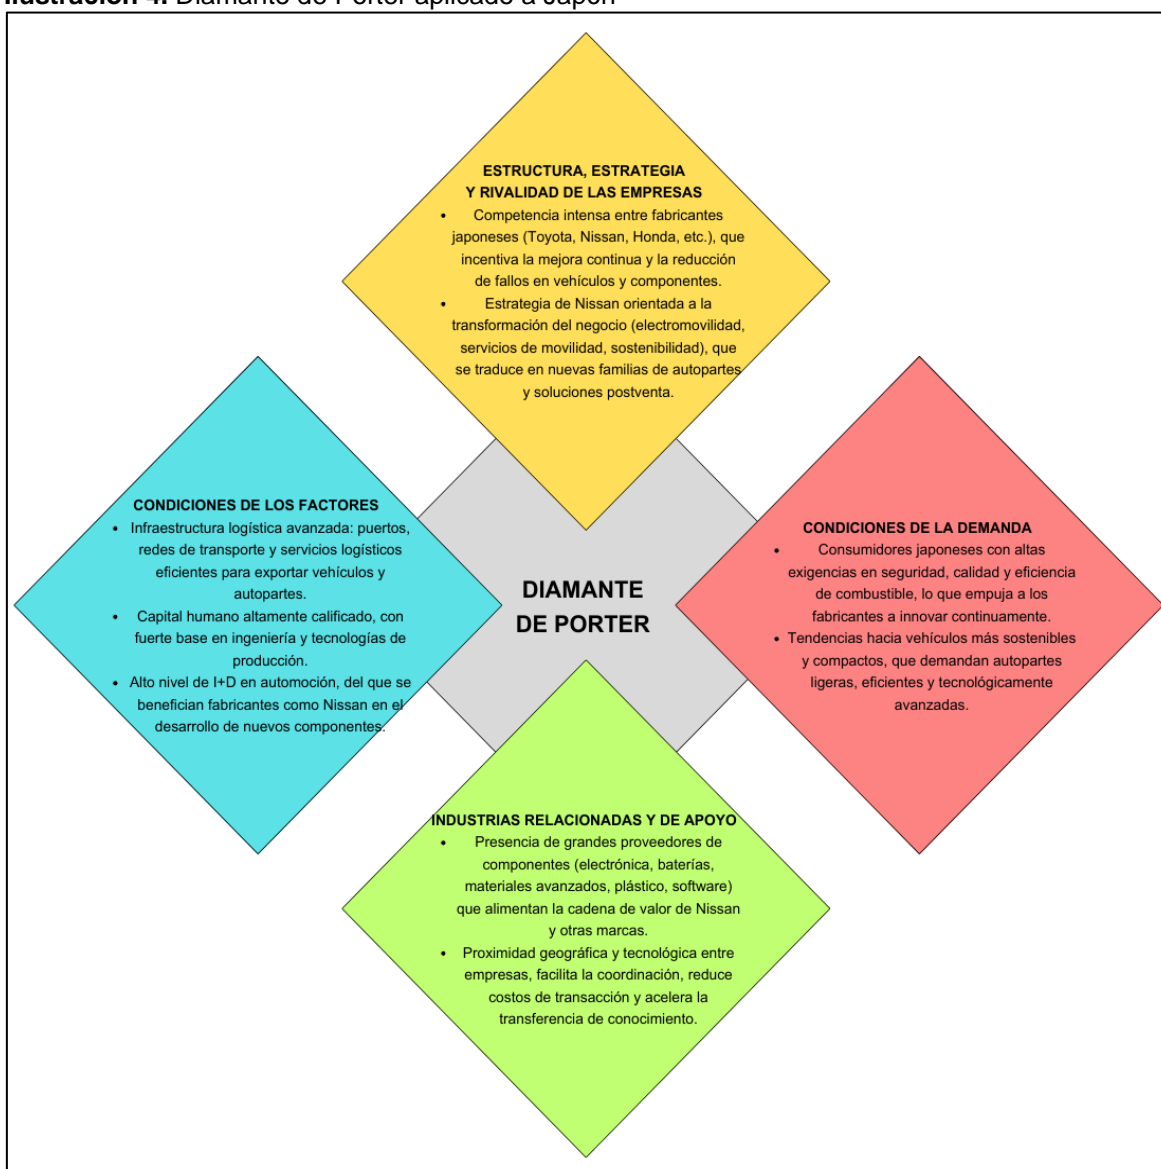 Ilustración 4. Diamante de Porter aplicado a Japón
ESTRUCTURA, ESTRATEGIA
Y RIVALIDAD DE LAS EMPRESAS
• Competencia intensa entre fabricantes
japoneses (Toyota, Nissan, Honda, etc.), que
incentiva la mejora continua y la reducción
de fallos en vehículos y componentes.
• Estrategia de Nissan orientada a la
transformación del negocio (electromovilidad,
servicios de movilidad, sostenibilidad), que
se traduce en nuevas familias de autopartes
y soluciones postventa.
CONDICIONES DE LOS FACTORES
• Infraestructura logística avanzada: puertos,
redes de transporte y servicios logísticos
eficientes para exportar vehículos y
autopartes.
• Capital humano altamente calificado, con
fuerte base en ingeniería y tecnologías de
producción.
• Alto nivel de I+D en automoción, del que se
benefician fabricantes como Nissan en el
desarrollo de nuevos componentes.
DIAMANTE
DE PORTER
CONDICIONES DE LA DEMANDA
• Consumidores japoneses con altas
exigencias en seguridad, calidad y eficiencia
de combustible, lo que empuja a los
fabricantes a innovar continuamente.
• Tendencias hacia vehículos más sostenibles
y compactos, que demandan autopartes
ligeras, eficientes y tecnológicamente
avanzadas.
INDUSTRIAS RELACIONADAS Y DE APOYO
• Presencia de grandes proveedores de
componentes (electrónica, baterías,
materiales avanzados, plástico, software)
que alimentan la cadena de valor de Nissan
y otras marcas.
• Proximidad geográfica y tecnológica entre
empresas, facilita la coordinación, reduce
costos de transacción y acelera la
transferencia de conocimiento.